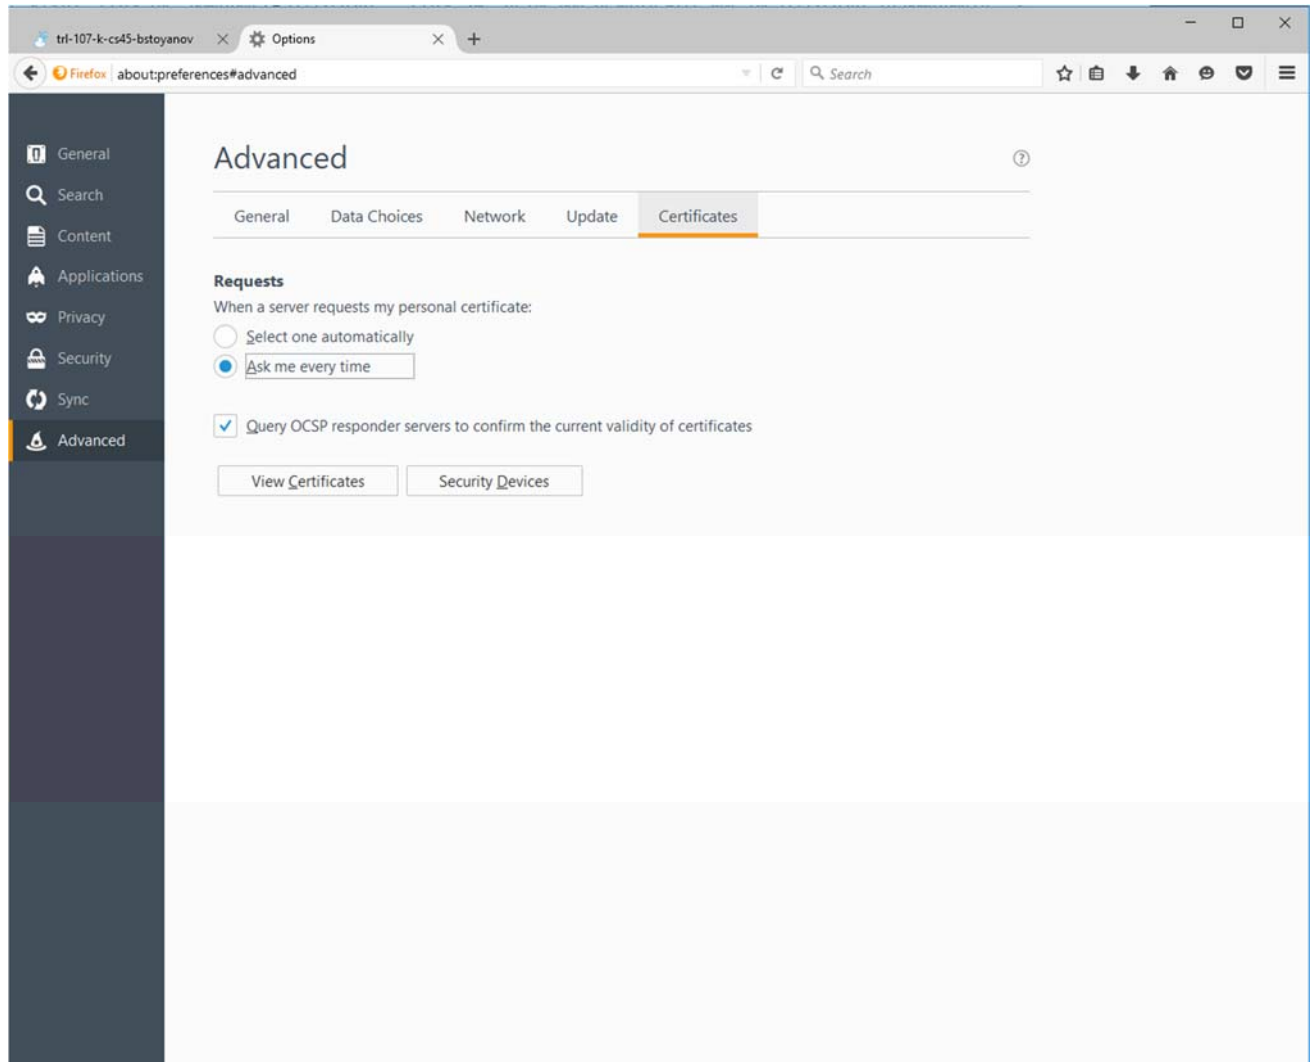 trl-107-k-cs45-bstoyanov
Options
Firefox about:preferences#advanced
Search
General
Search
Content
Applications
Privacy
Security
Sync
Advanced
Advanced
General Data Choices Network Update Certificates
Requests
When a server requests my personal certificate:
Select one automatically
Ask me every time
Query OCSP responder servers to confirm the current validity of certificates
View Certificates Security Devices